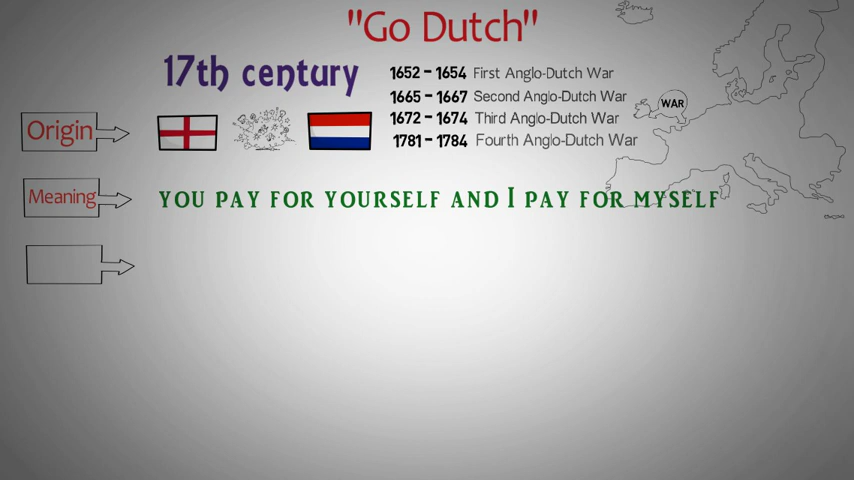 "Go Dutch"
17th century
1652 - 1654 First Anglo-Dutch War
1665 - 1667 Second Anglo-Dutch War
1672 - 1674 Third Anglo-Dutch War
1781 - 1784 Fourth Anglo-Dutch War
WAR
Origin
Meaning
YOU PAY FOR YOURSELF AND I PAY FOR MYSELF